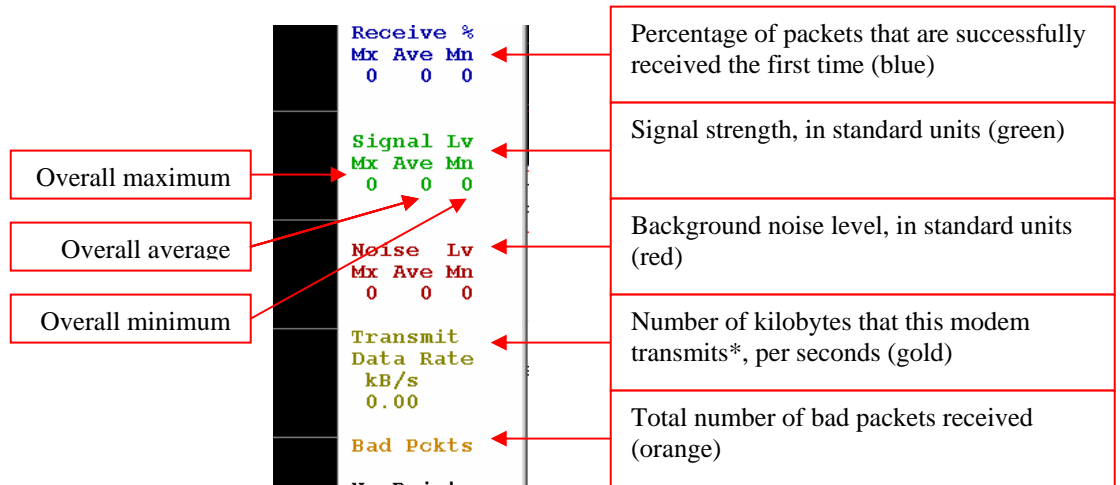 Receive %
Mx Ave Mn
0 0 0
Signal Lv
Mx Ave Mn
0 0 0
Noise Lv
Mx Ave Mn
0 0 0
Transmit
Data Rate
kB/s
0.00
Bad Pckts
Overall maximum
Overall average
Overall minimum
Percentage of packets that are successfully
received the first time (blue)
Signal strength, in standard units (green)
Background noise level, in standard units
(red)
Number of kilobytes that this modem
transmits*, per seconds (gold)
Total number of bad packets received
(orange)